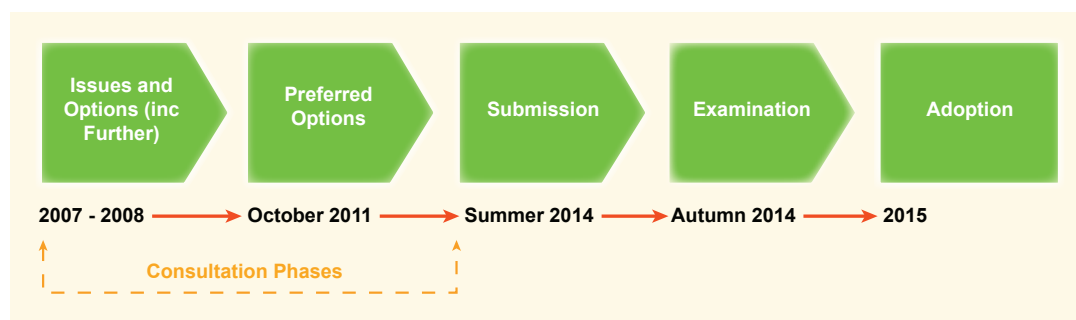 Issues and
Options (inc
Further)
Preferred
Options
Submission
Examination
Adoption
2007 - 2008
October 2011
Summer 2014
Autumn 2014
2015
Consultation Phases